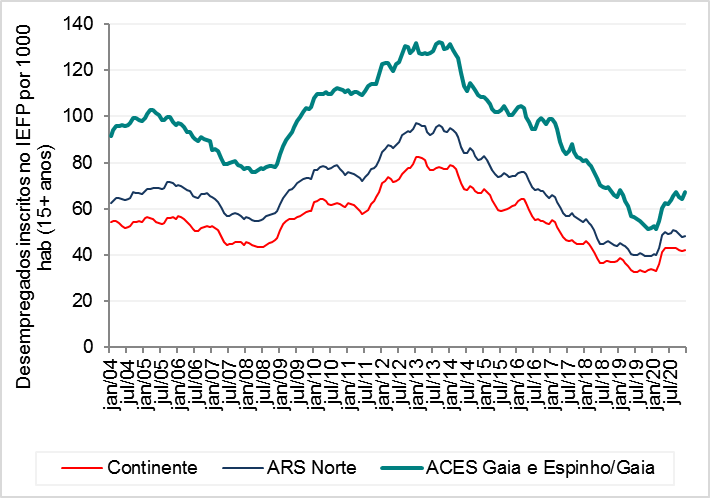 Desempregados inscritos no IEFP por 1000
hab (15+ anos)
140
120
100
80
60
40
20
0
jan/04
jul/04
jan/05
jul/05
jan/06
jul/06
jan/07
jul/07
jan/08
jul/08
jan/09
jul/09
jan/10
jul/10
jan/11
jul/11
jan/12
jul/12
jan/13
jul/13
jan/14
jul/14
jan/15
jul/15
jan/16
jul/16
jan/17
jul/17
jan/18
jul/18
jan/19
jul/19
jan/20
jul/20
Continente
ARS Norte
ACES Gaia e Espinho/Gaia